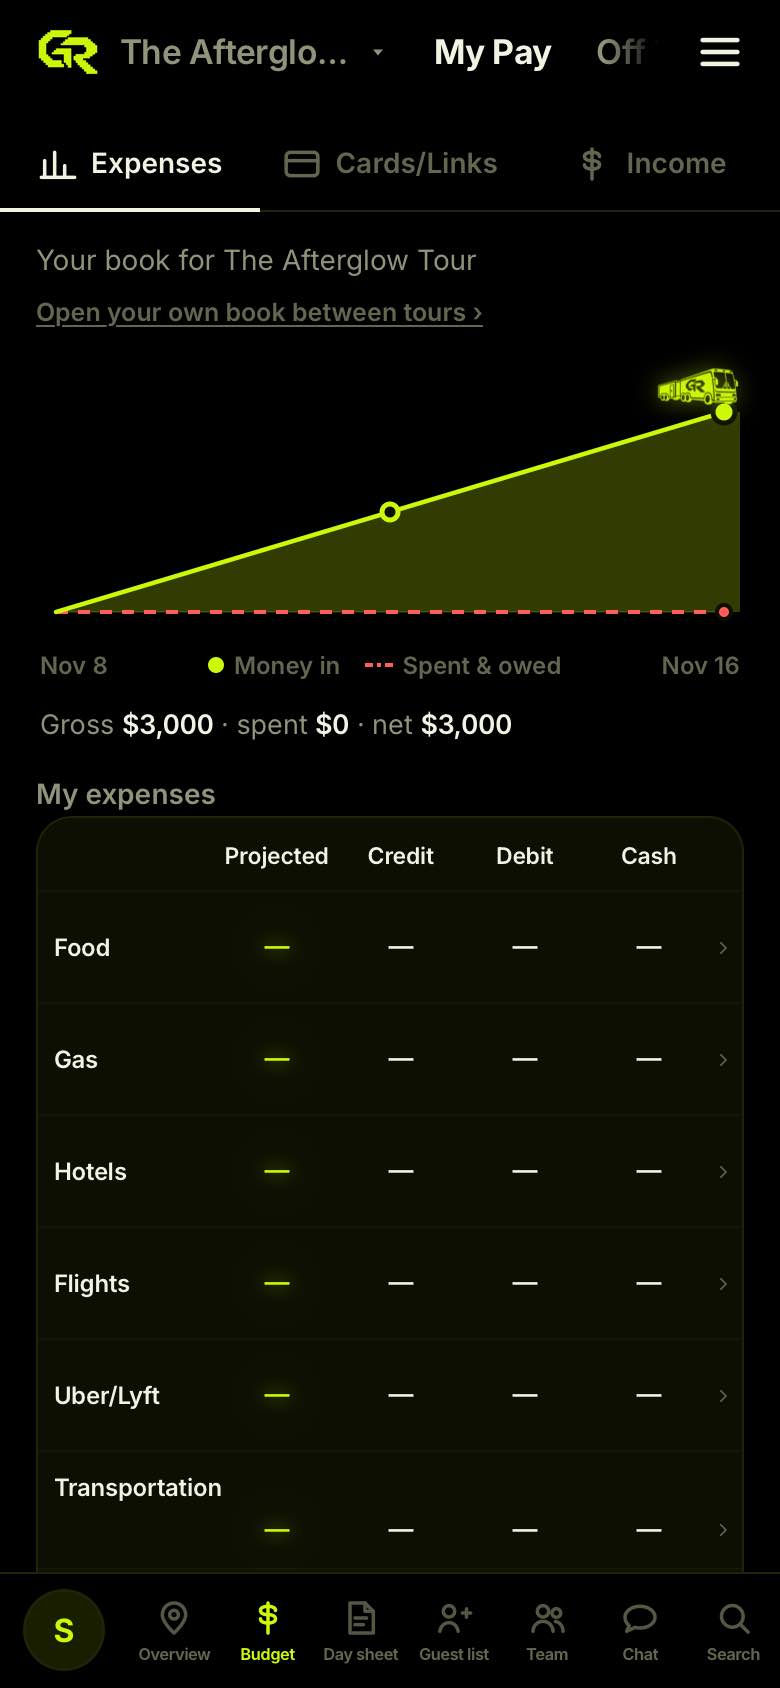 GR The Afterglo... My Pay Off
Expenses Cards/Links Income
Your book for The Afterglow Tour
Open your own book between tours ›
GR
Nov 8 Money in Spent & owed Nov 16
Gross $3,000 · spent $0 · net $3,000
My expenses
Projected Credit Debit Cash
Food — — — — ›
Gas — — — — ›
Hotels — — — — ›
Flights — — — — ›
Uber/Lyft — — — — ›
Transportation
— — — — ›
S Overview Budget Day sheet Guest list Team Chat Search